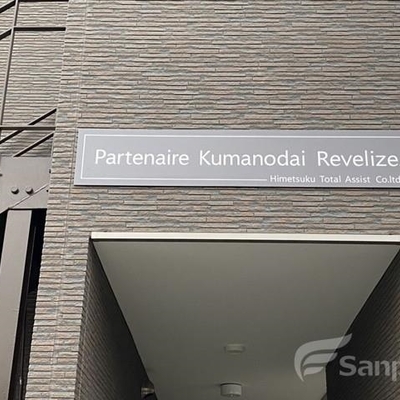 Partenaire Kumanodai Revelize
Himetsuku Total Assist Co.ltd
Sanp